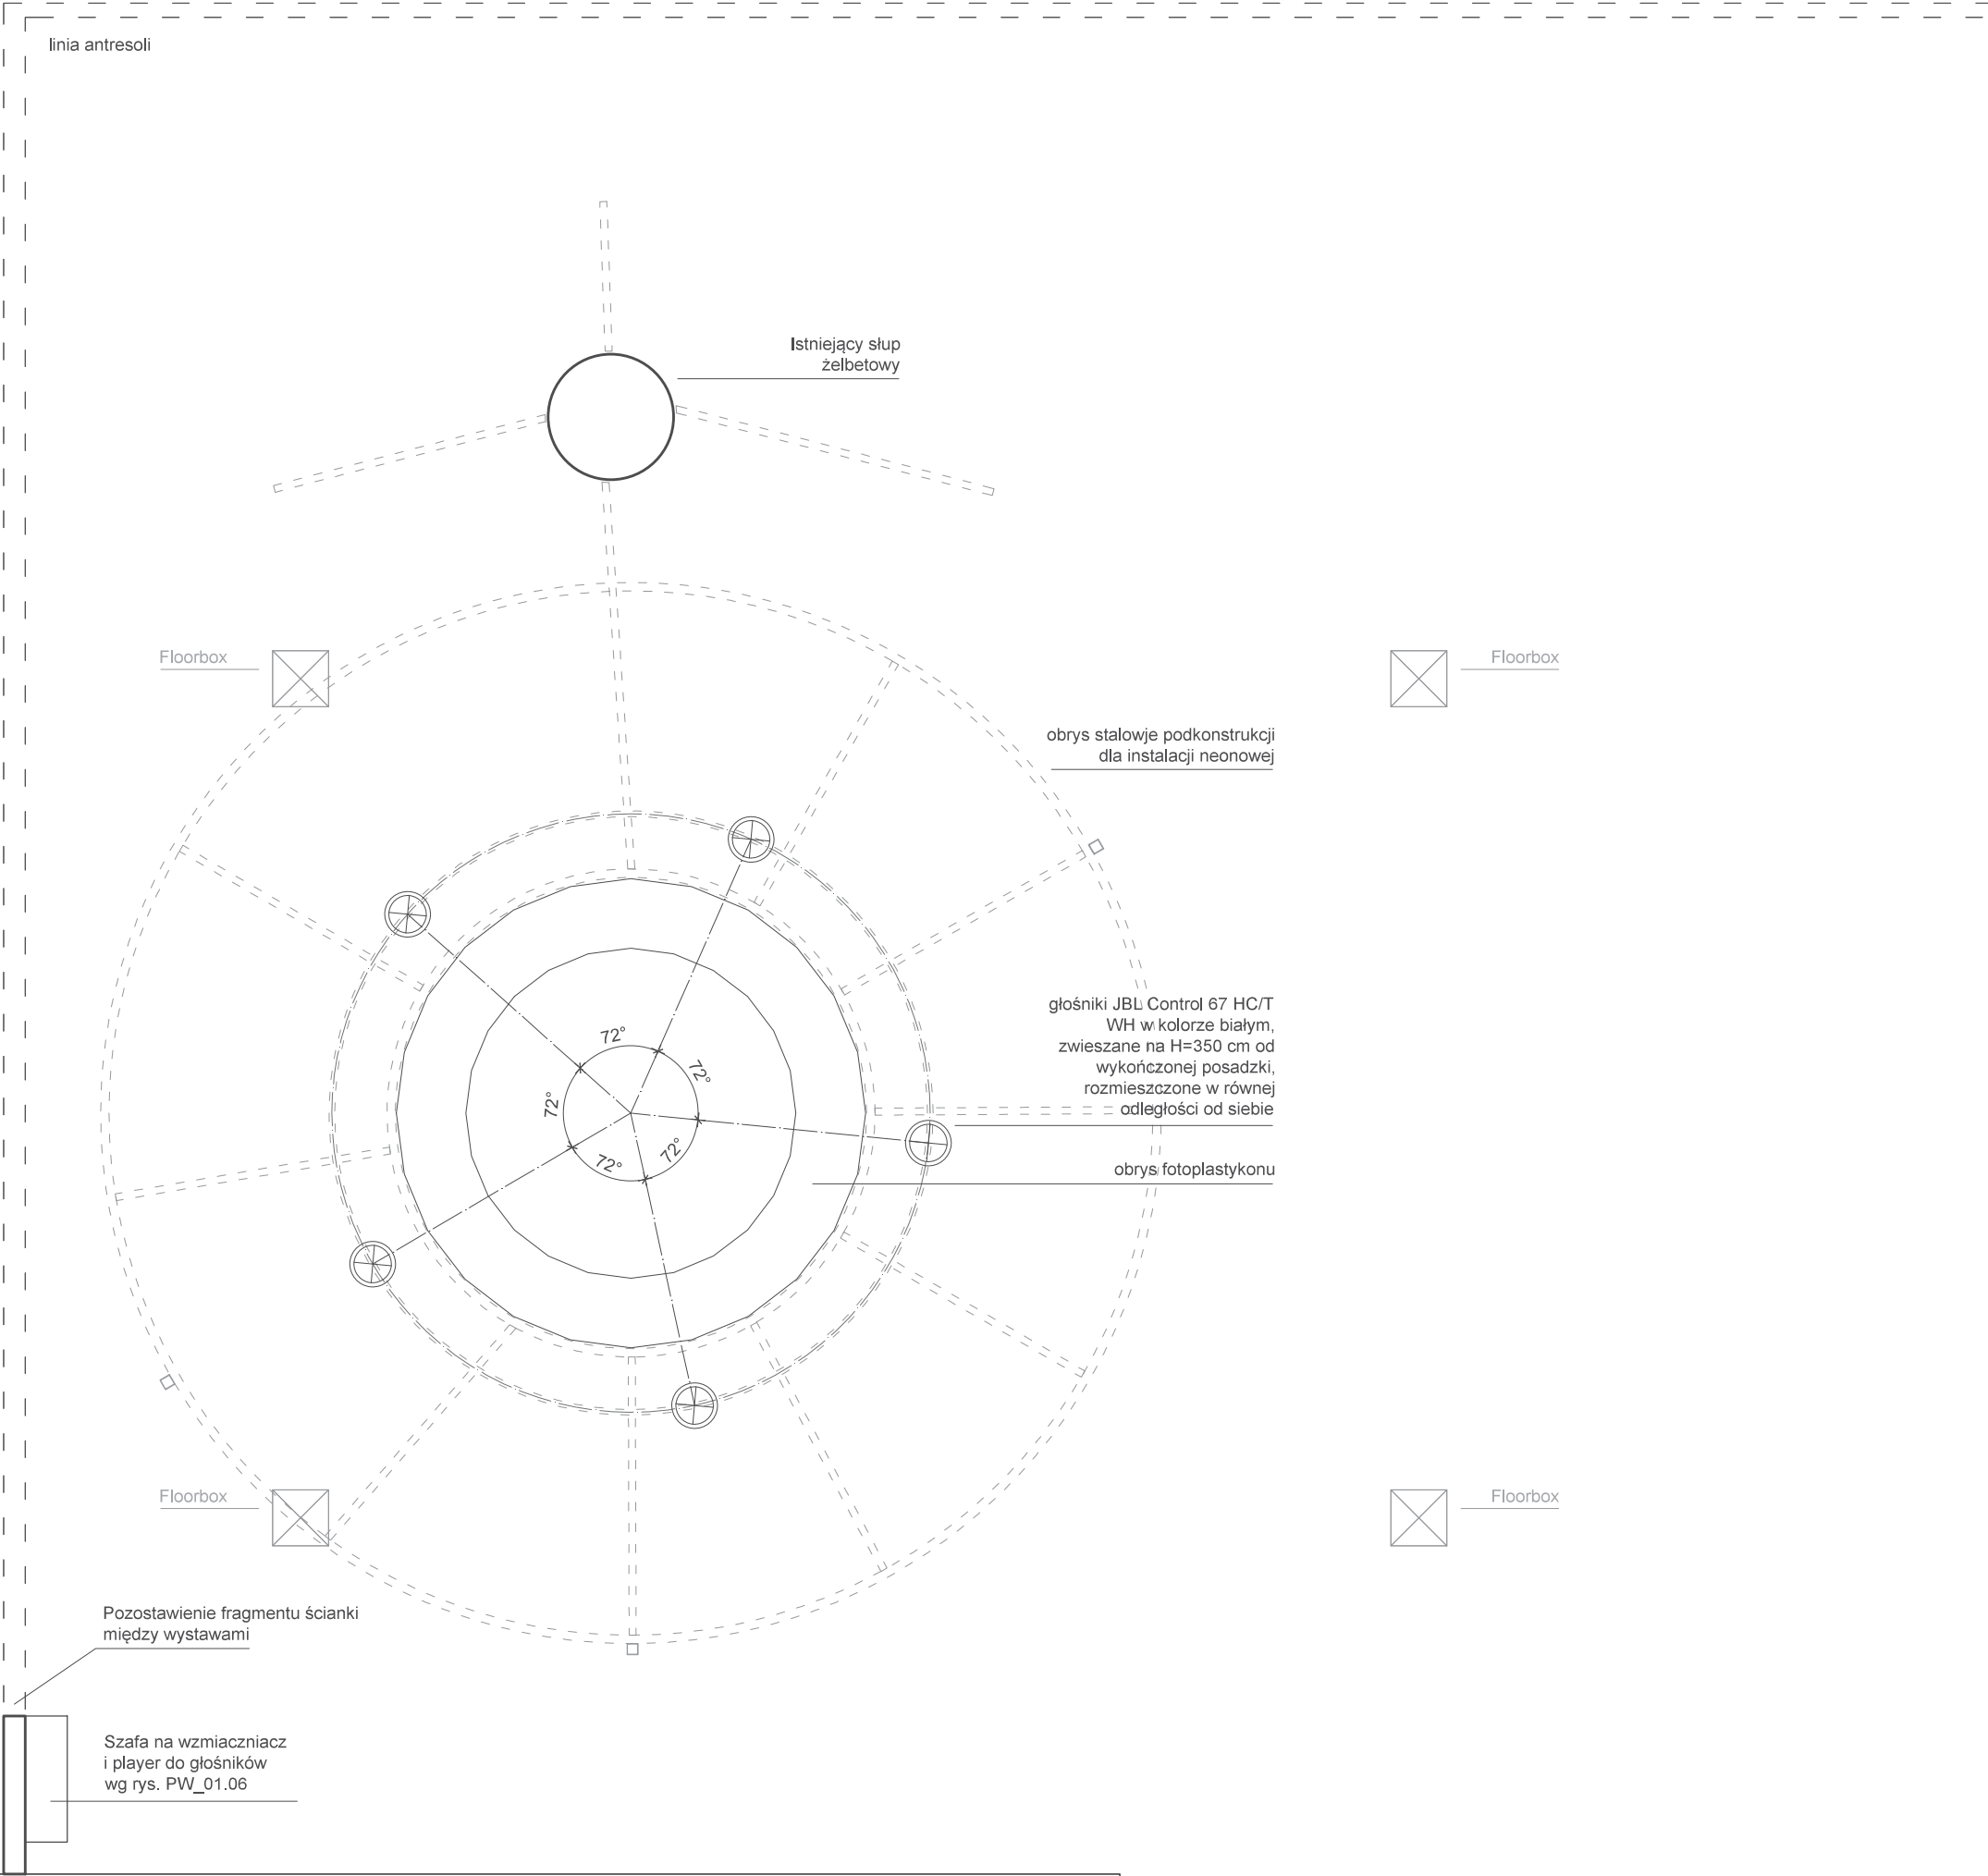 linia antresoli
Istniejący słup
żelbetowy
Floorbox
Floorbox
obrys stalowje podkonstrukcji
dla instalacji neonowej
głośniki JBL Control 67 HC/T
WH w kolorze białym,
zwieszane na H=350 cm od
wykończonej posadzki,
rozmieszczone w równej
odległości od siebie
72°
72°
72°
72°
72°
obrys fotoplastykonu
Floorbox
Floorbox
Pozostawienie fragmentu ścianki
między wystawami
Szafa na wzmiaczniacz
i player do głośników
wg rys. PW_01.06